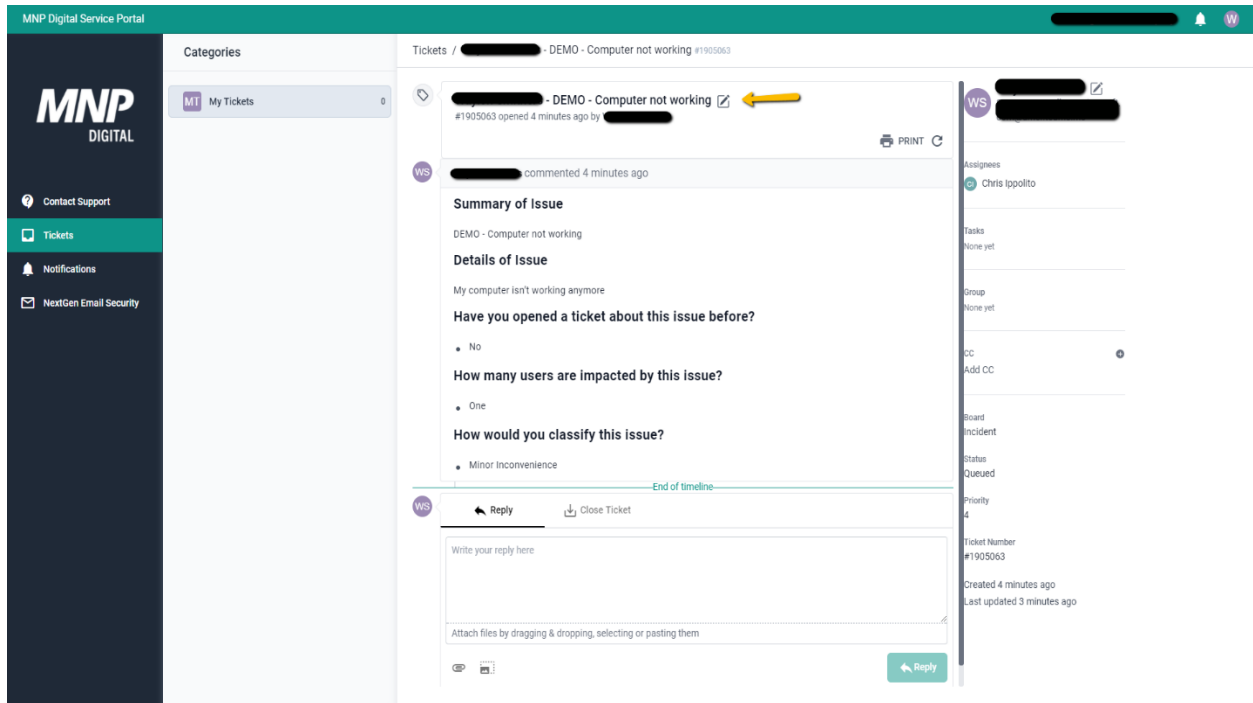 MNP Digital Service Portal
W
MNP
DIGITAL
Contact Support
Tickets
Notifications
NextGen Email Security
Categories
MT My Tickets 0
Tickets / - DEMO - Computer not working #1905063
- DEMO - Computer not working
#1905063 opened 4 minutes ago by
PRINT
WS commented 4 minutes ago
Summary of Issue
DEMO - Computer not working
Details of Issue
My computer isn't working anymore
Have you opened a ticket about this issue before?
No
How many users are impacted by this issue?
One
How would you classify this issue?
Minor Inconvenience
End of timeline
WS
Reply Close Ticket
Write your reply here
Attach files by dragging & dropping, selecting or pasting them
Reply
WS
Assignees
CI Chris Ippolito
Tasks
None yet
Group
None yet
CC
Add CC
Board
Incident
Status
Queued
Priority
4
Ticket Number
#1905063
Created 4 minutes ago
Last updated 3 minutes ago